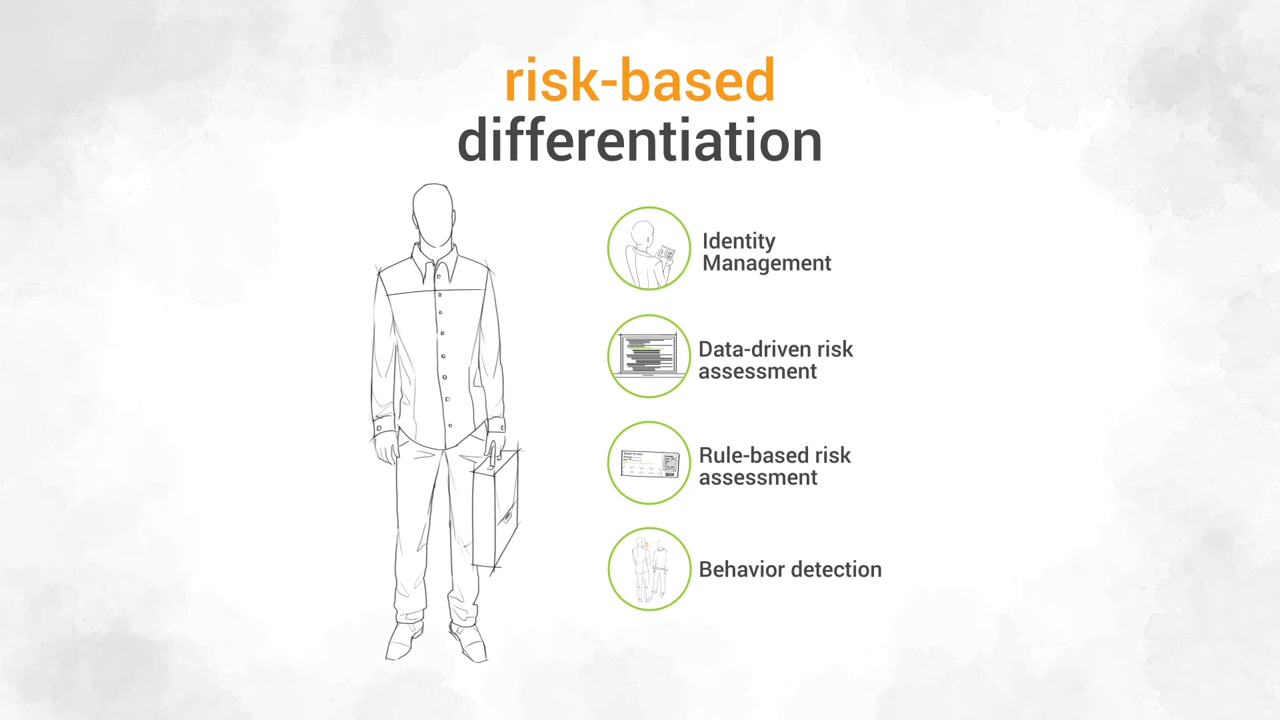 risk-based
differentiation
Identity
Management
Data-driven risk
assessment
Rule-based risk
assessment
Behavior detection